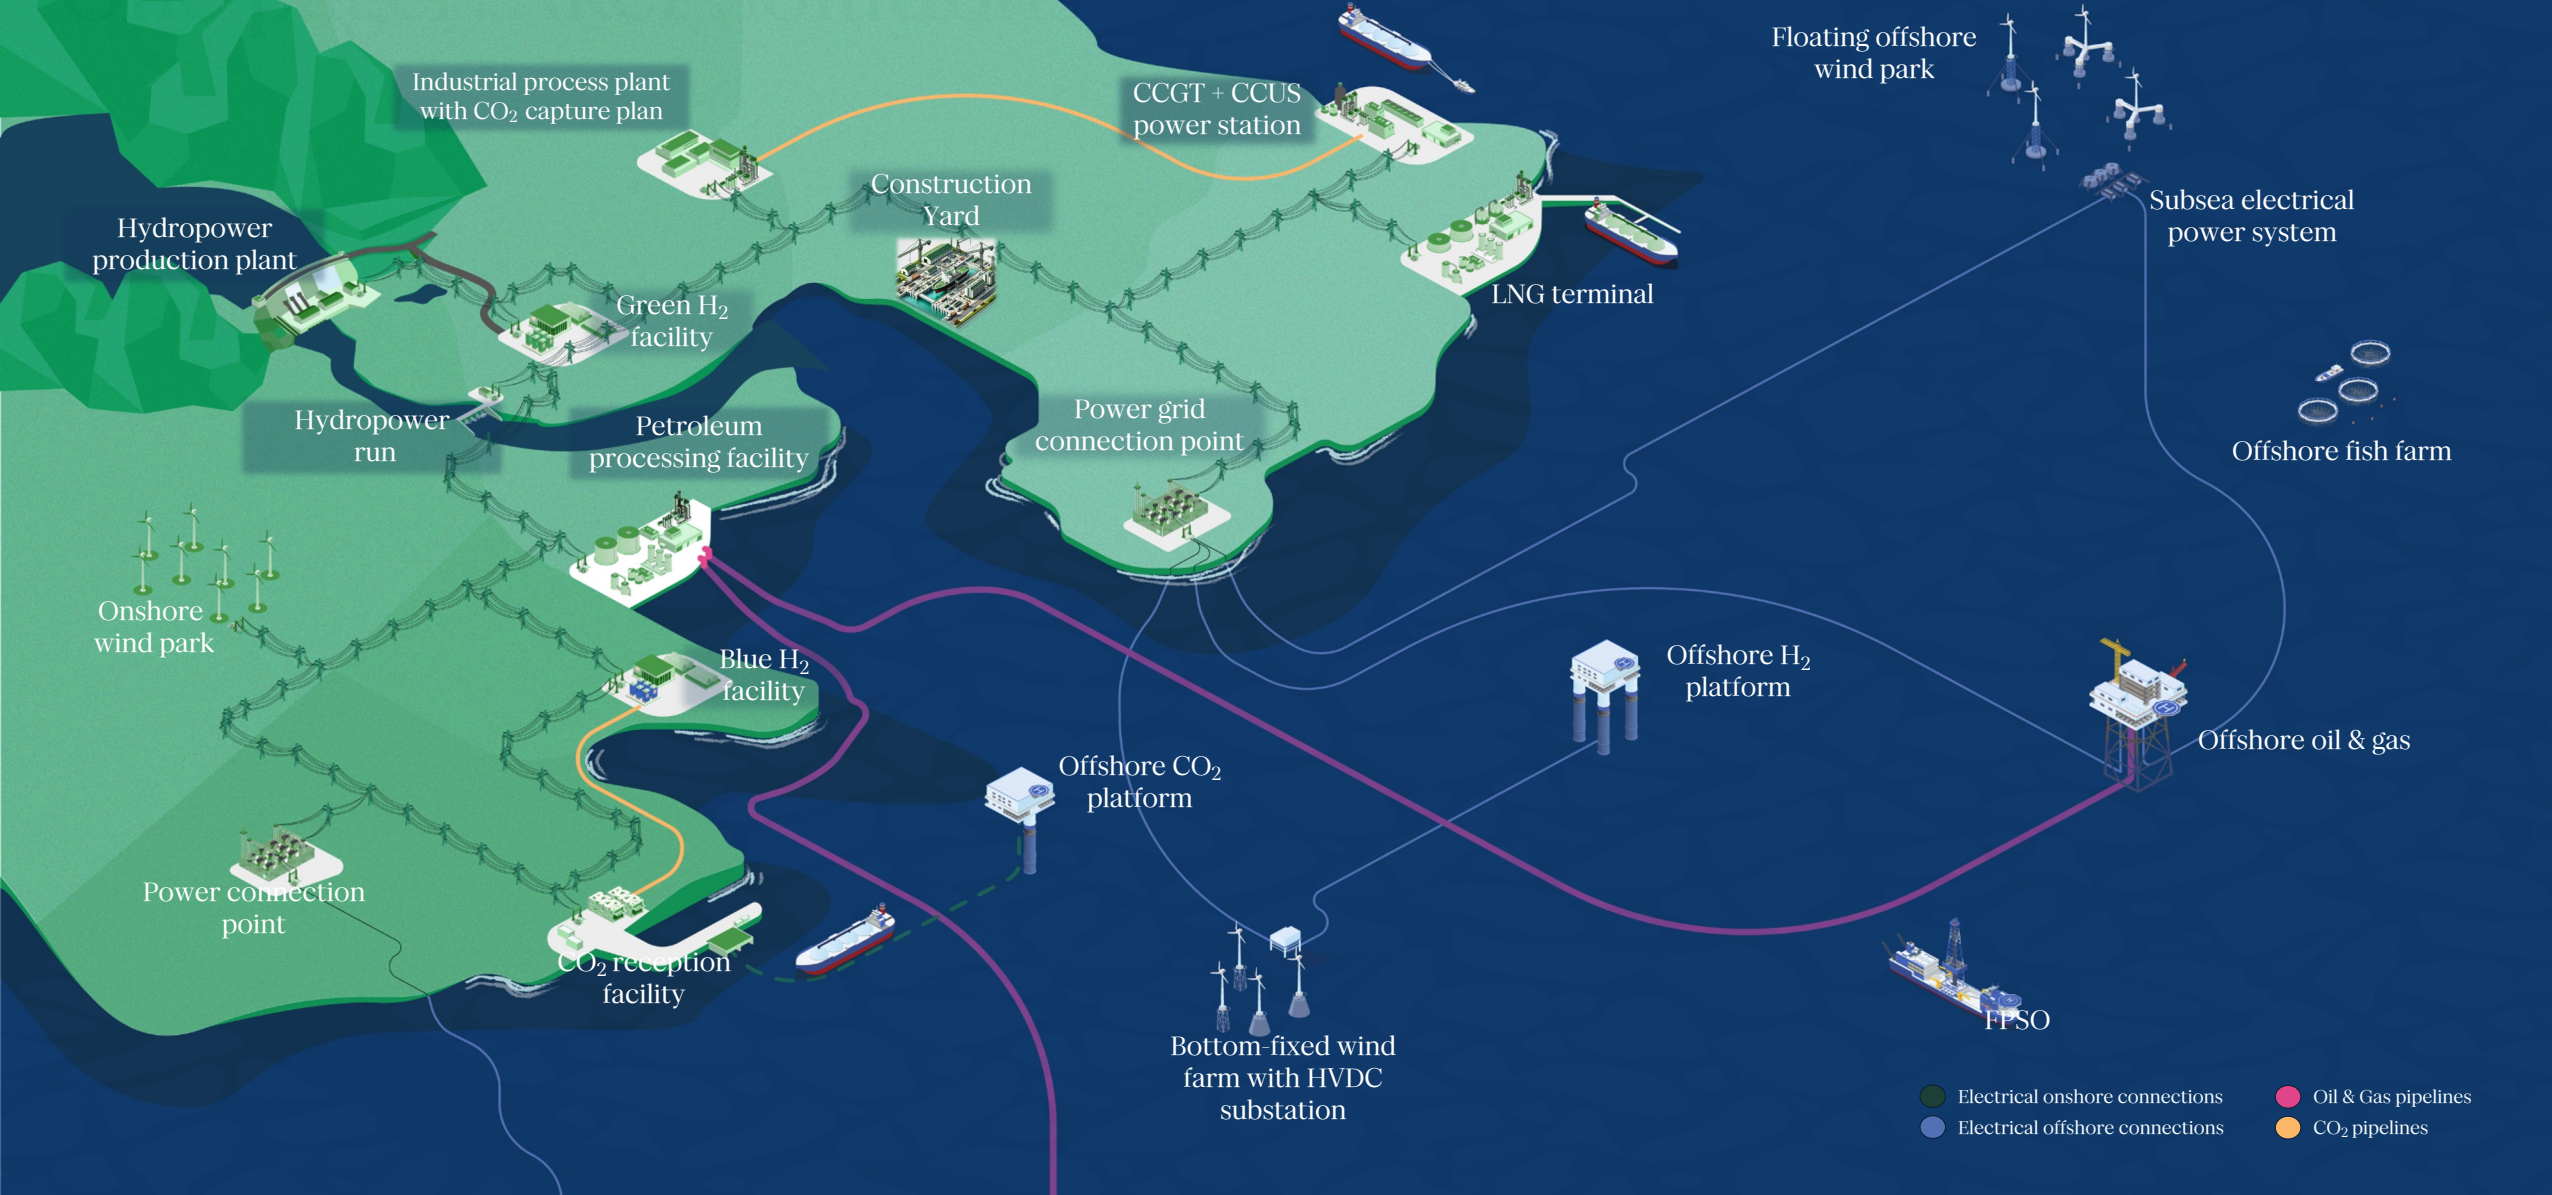 Floating offshore
wind park
Industrial process plant
with CO₂ capture plan
CCGT + CCUS
power station
Construction
Yard
Subsea electrical
power system
Hydropower
production plant
Green H₂
facility
LNG terminal
Hydropower
run
Petroleum
processing facility
Power grid
connection point
Offshore fish farm
Onshore
wind park
Blue H₂
facility
Offshore H₂
platform
Offshore oil & gas
Offshore CO₂
platform
Power connection
point
CO₂ reception
facility
FPSO
Bottom-fixed wind
farm with HVDC
substation
Electrical onshore connections
Electrical offshore connections
Oil & Gas pipelines
CO₂ pipelines